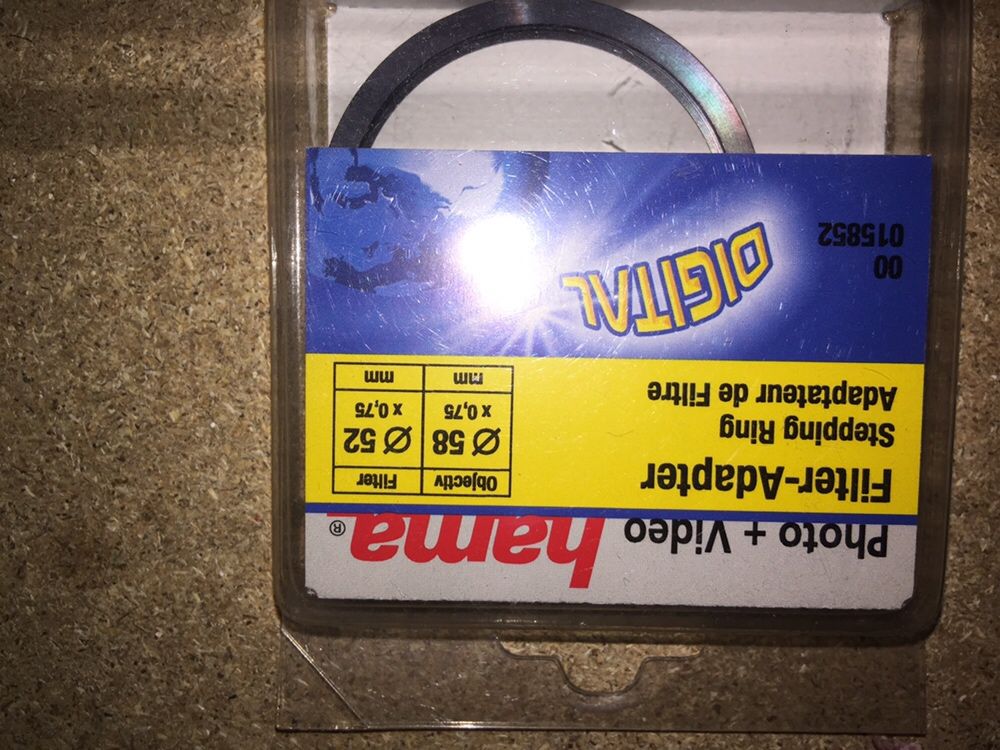 Photo + Video hama®
Filter-Adapter
Stepping Ring
Adaptateur de Filtre
Objectiv Filter
Ø 58 Ø 52
x 0,75 x 0,75
mm mm
DIGITAL
00
015852